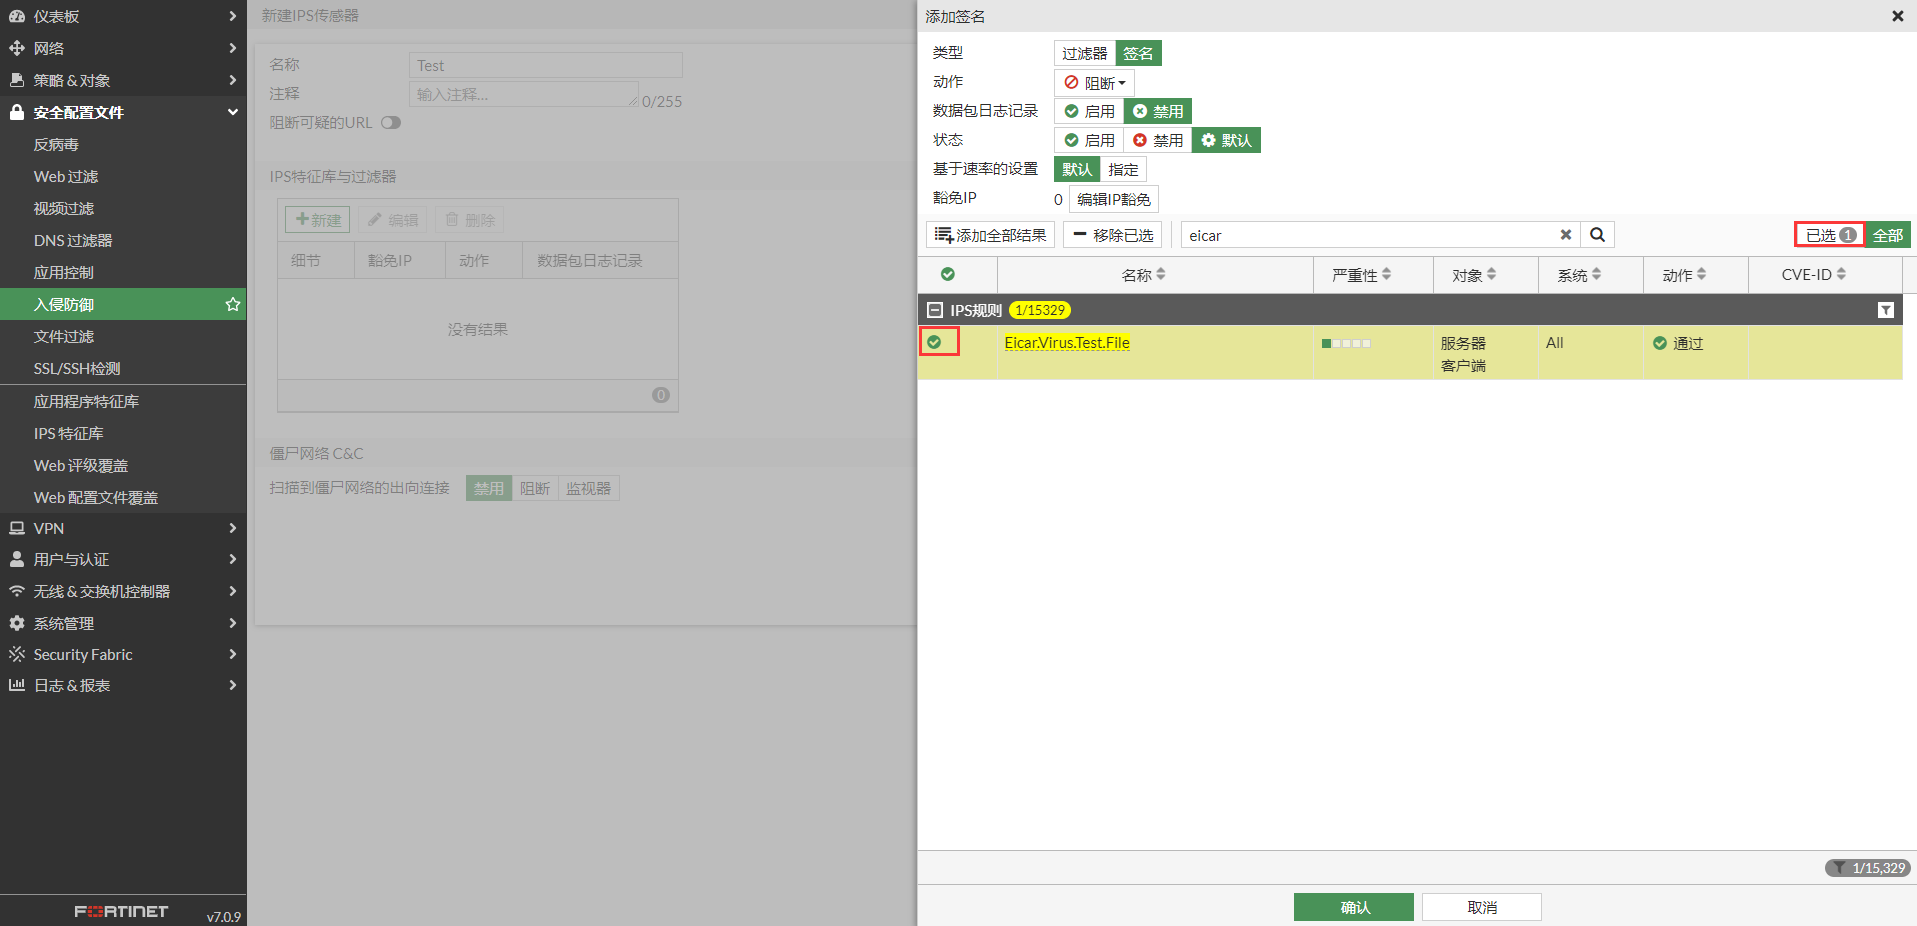 仪表板
网络
策略 & 对象
安全配置文件
反病毒
Web 过滤
视频过滤
DNS 过滤器
应用控制
入侵防御
文件过滤
SSL/SSH检测
应用程序特征库
IPS 特征库
Web 评级覆盖
Web 配置文件覆盖
VPN
用户与认证
无线 & 交换机控制器
系统管理
Security Fabric
日志 & 报表
FORTINET
v7.0.9
新建IPS传感器
名称 Test
注释 输入注释... 0/255
阻断可疑的URL
IPS特征库与过滤器
新建 编辑 删除
细节 豁免IP 动作 数据包日志记录
没有结果
0
僵尸网络 C&C
扫描到僵尸网络的出向连接 禁用 阻断 监视器
添加签名
类型 过滤器 签名
动作 阻断
数据包日志记录 启用 禁用
状态 启用 禁用 默认
基于速率的设置 默认 指定
豁免IP 0 编辑IP豁免
添加全部结果 移除已选 eicar 已选 1 全部
名称 严重性 对象 系统 动作 CVE-ID
IPS规则 1/15329
Eicar.Virus.Test.File 服务器 All 通过
客户端
1/15,329
确认 取消